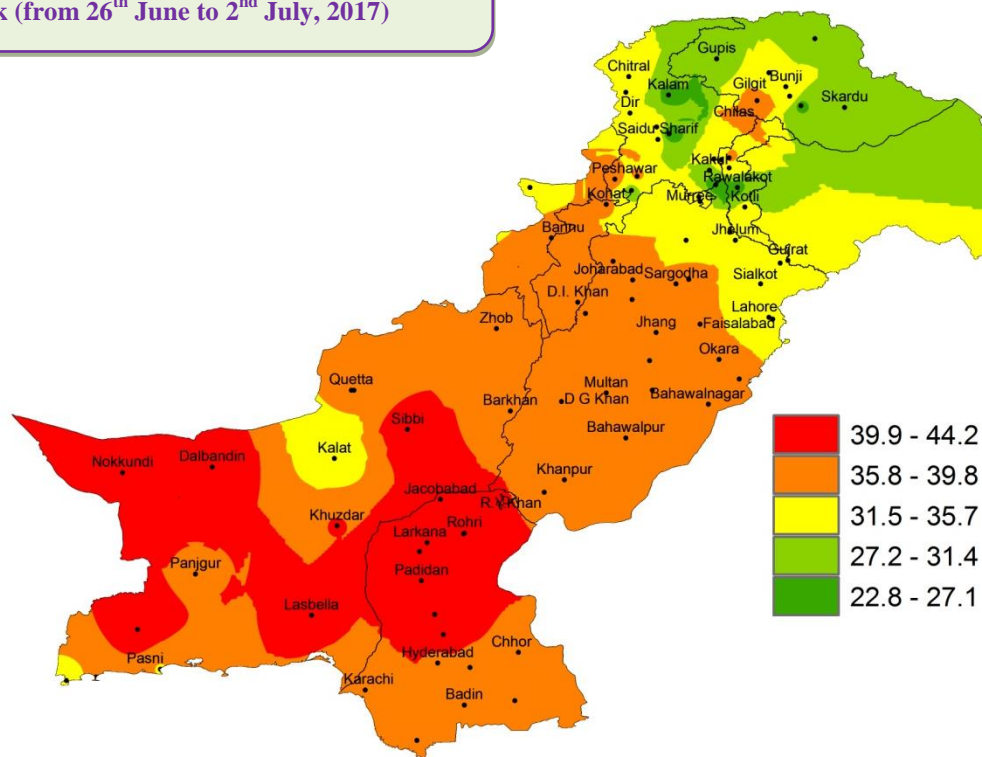 k (from 26th June to 2nd July, 2017)
Gupis
Chitral
Kalam
Gilgit
Bunji
Skardu
Dir
Chilas
Saidu Sharif
Kakul
Peshawar
Rawalakot
Kohat
Murree
Kotli
Bannu
Jhelum
Gujrat
Joharabad
Sargodha
Sialkot
D.I. Khan
Lahore
Zhob
Jhang
Faisalabad
Okara
Quetta
Multan
Barkhan
D G Khan
Bahawalnagar
Sibbi
Bahawalpur
39.9 - 44.2
Kalat
Nokkundi
Dalbandin
Khanpur
35.8 - 39.8
Jacobabad
R.Y Khan
Khuzdar
Rohri
31.5 - 35.7
Larkana
Panjgur
Padidan
27.2 - 31.4
Lasbella
22.8 - 27.1
Chhor
Pasni
Hyderabad
Karachi
Badin